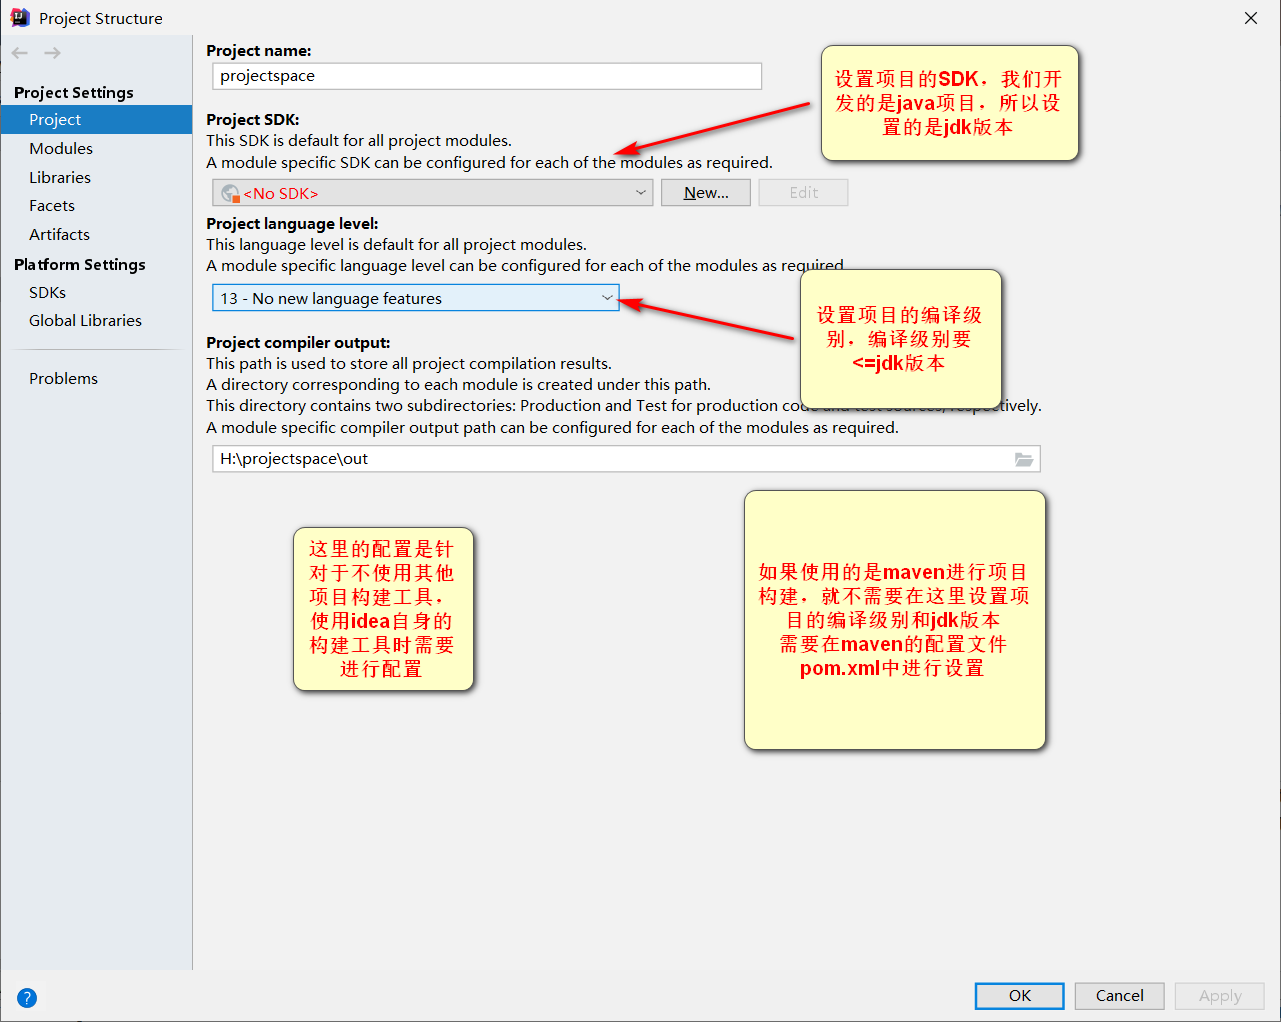 Project Structure
Project Settings
Project
Modules
Libraries
Facets
Artifacts
Platform Settings
SDKs
Global Libraries
Problems
Project name:
projectspace
Project SDK:
This SDK is default for all project modules.
A module specific SDK can be configured for each of the modules as required.
<No SDK>
New...
Edit
设置项目的SDK，我们开
发的是java项目，所以设
置的是jdk版本
Project language level:
This language level is default for all project modules.
A module specific language level can be configured for each of the modules as required
13 - No new language features
设置项目的编译级
别，编译级别要
<=jdk版本
Project compiler output:
This path is used to store all project compilation results.
A directory corresponding to each module is created under this path.
This directory contains two subdirectories: Production and Test for production code and test sources, respectively.
A module specific compiler output path can be configured for each of the modules as required.
H:\projectspace\out
这里的配置是针
对于不使用其他
项目构建工具，
使用idea自身的
构建工具时需要
进行配置
如果使用的是maven进行项目
构建，就不需要在这里设置项
目的编译级别和jdk版本
需要在maven的配置文件
pom.xml中进行设置
?
OK
Cancel
Apply